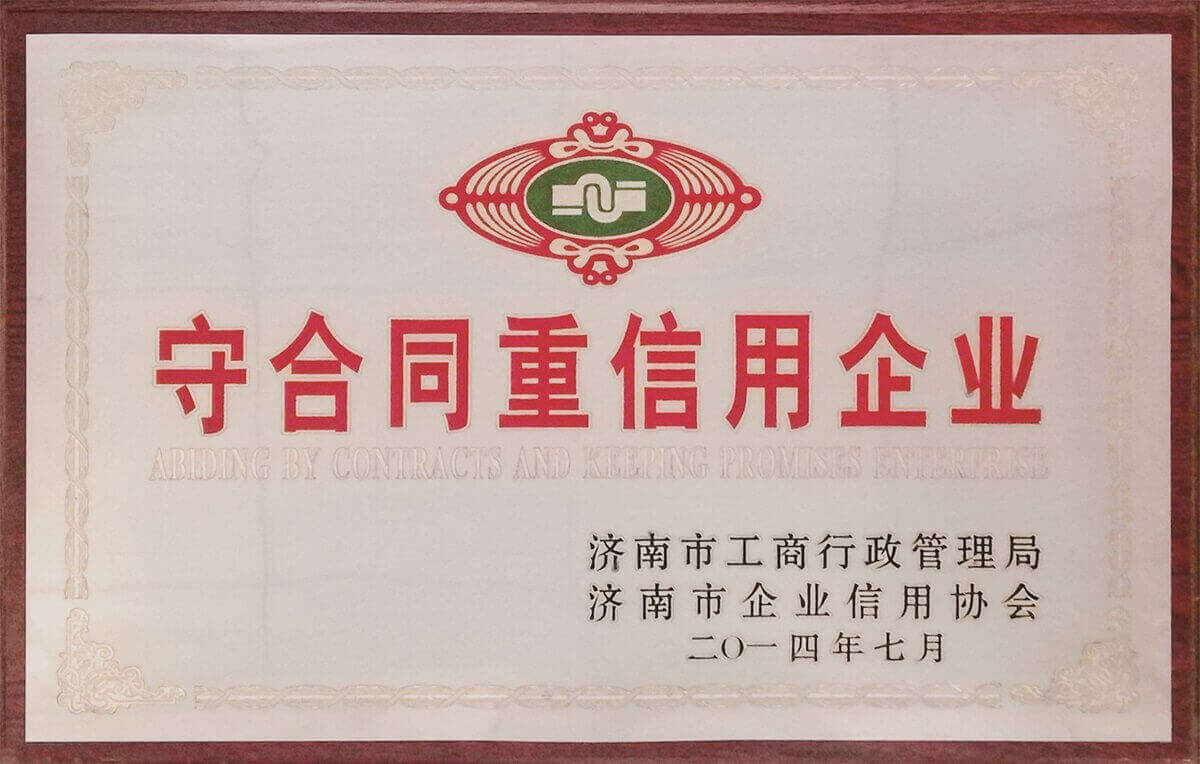 守合同重信用企业
ABIDING BY CONTRACTS AND KEEPING PROMISES ENTERPRISE
济南市工商行政管理局
济南市企业信用协会
二〇一四年七月